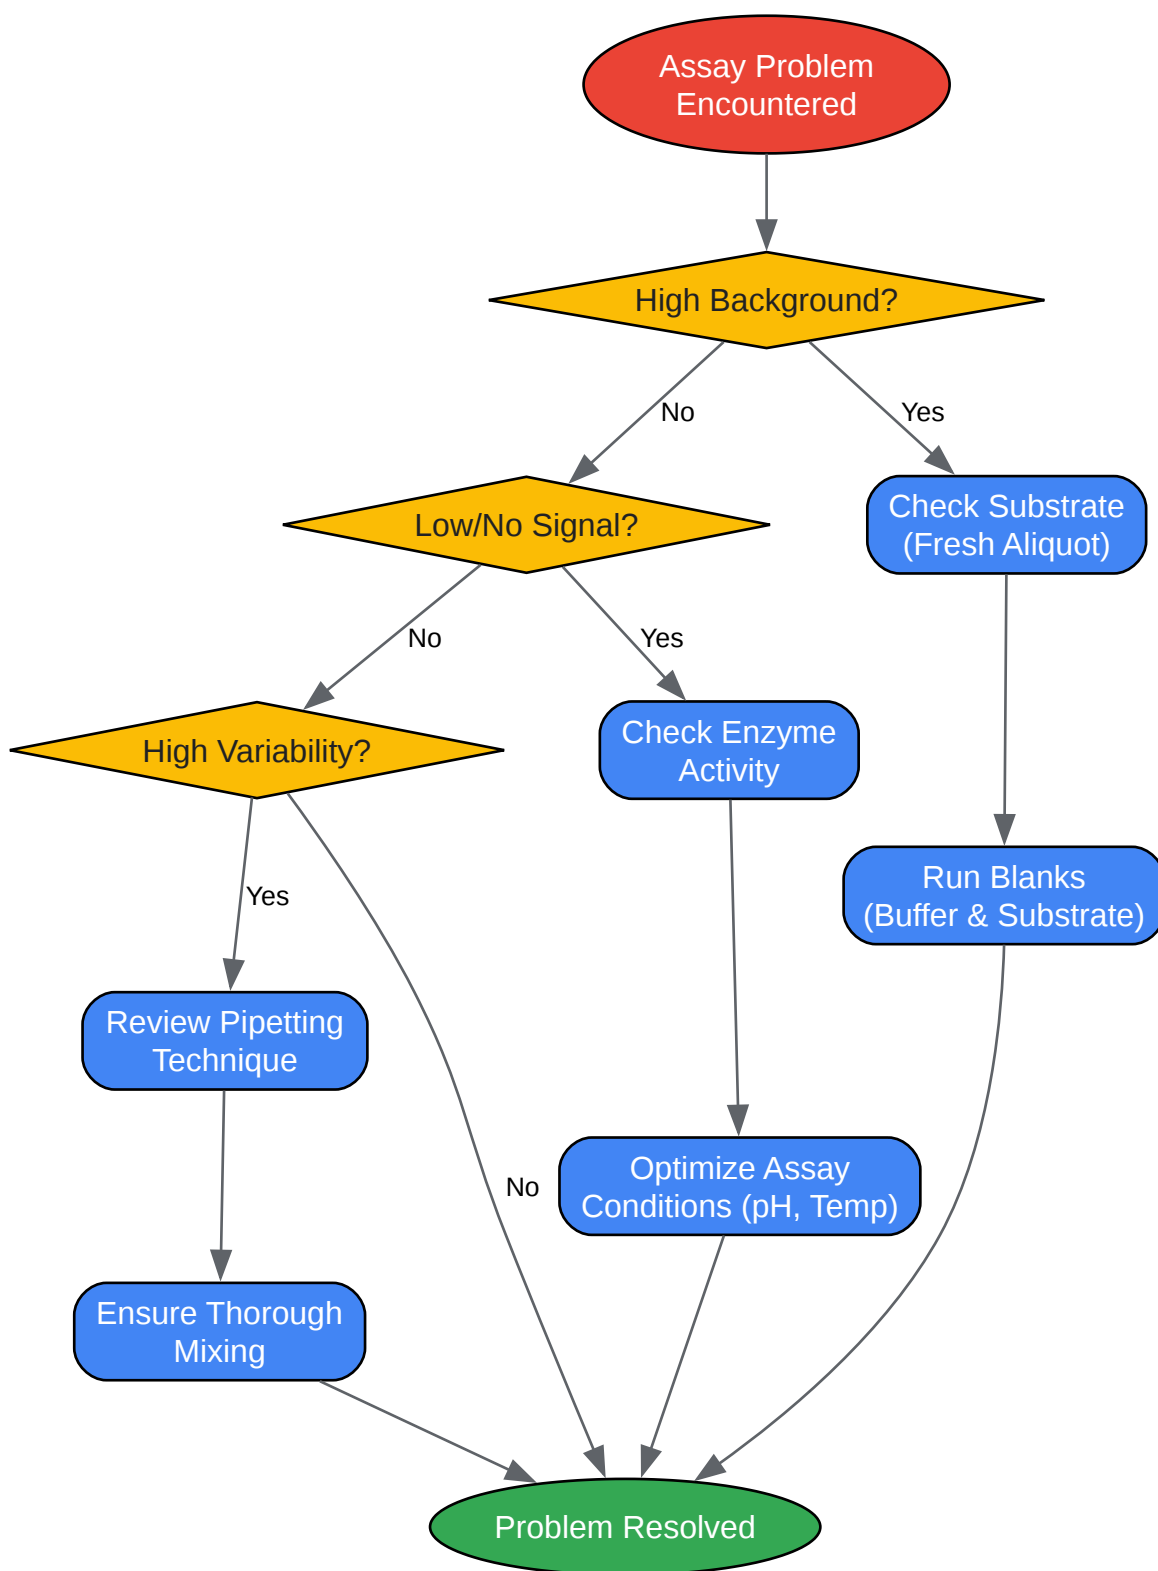 Assay Problem
Encountered
High Background?
No
Yes
Low/No Signal?
Check Substrate
(Fresh Aliquot)
No
Yes
High Variability?
Check Enzyme
Activity
Yes
Run Blanks
(Buffer & Substrate)
Review Pipetting
Technique
No
Optimize Assay
Conditions (pH, Temp)
Ensure Thorough
Mixing
Problem Resolved